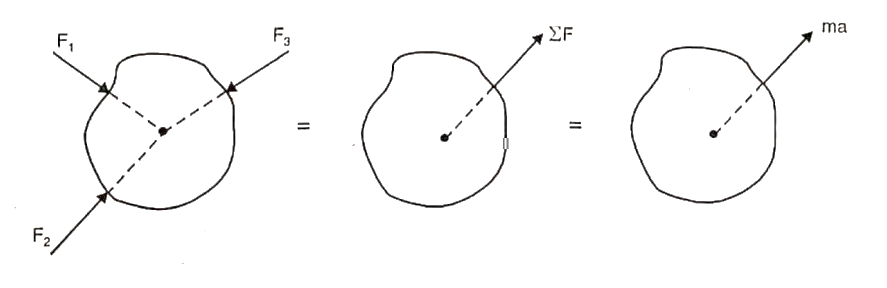 F₁
F₃
F₂
=
ΣF
=
ma